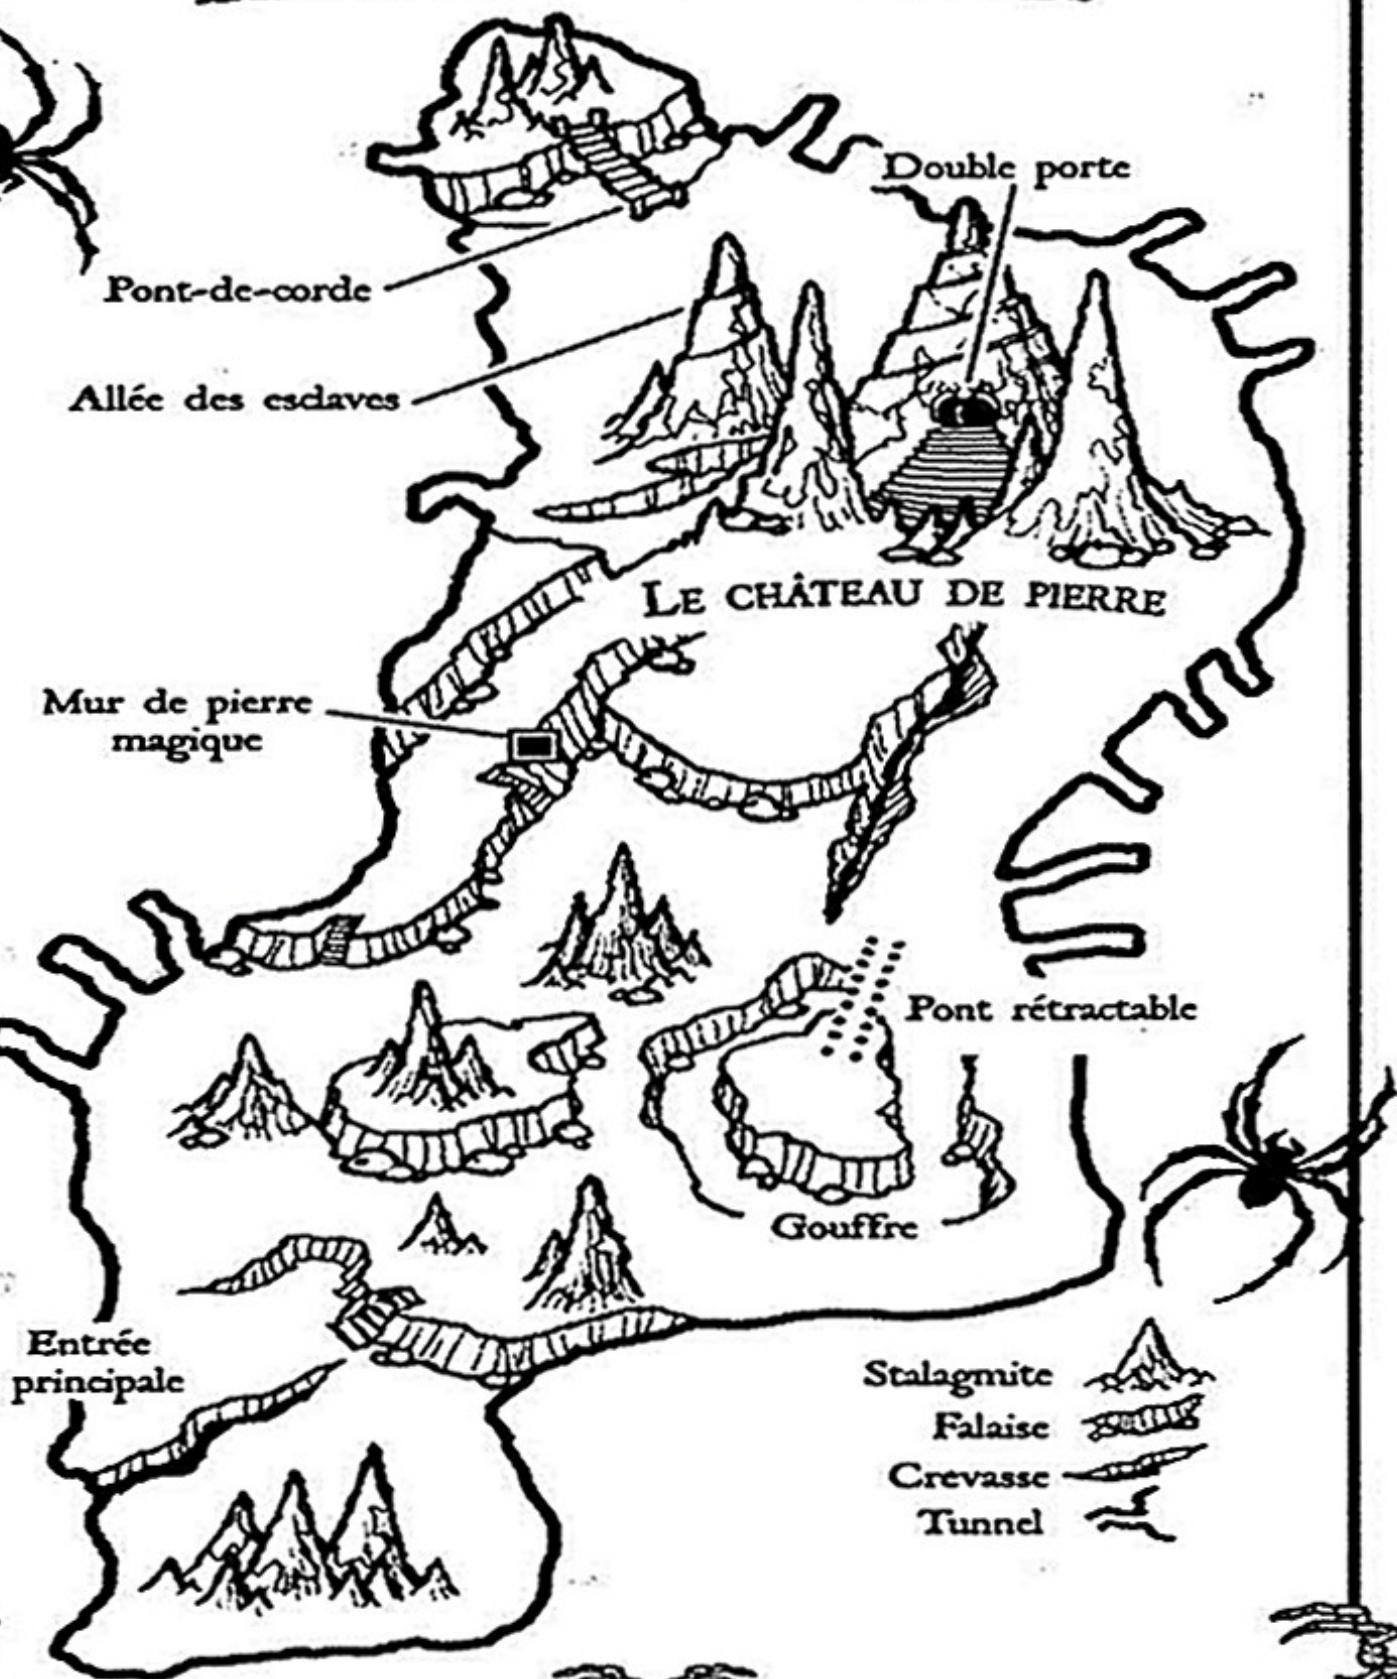 Double porte
Pont-de-corde
Allée des esclaves
LE CHÂTEAU DE PIERRE
Mur de pierre
magique
Pont rétractable
Gouffre
Entrée
principale
Stalagmite
Falaise
Crevasse
Tunnel